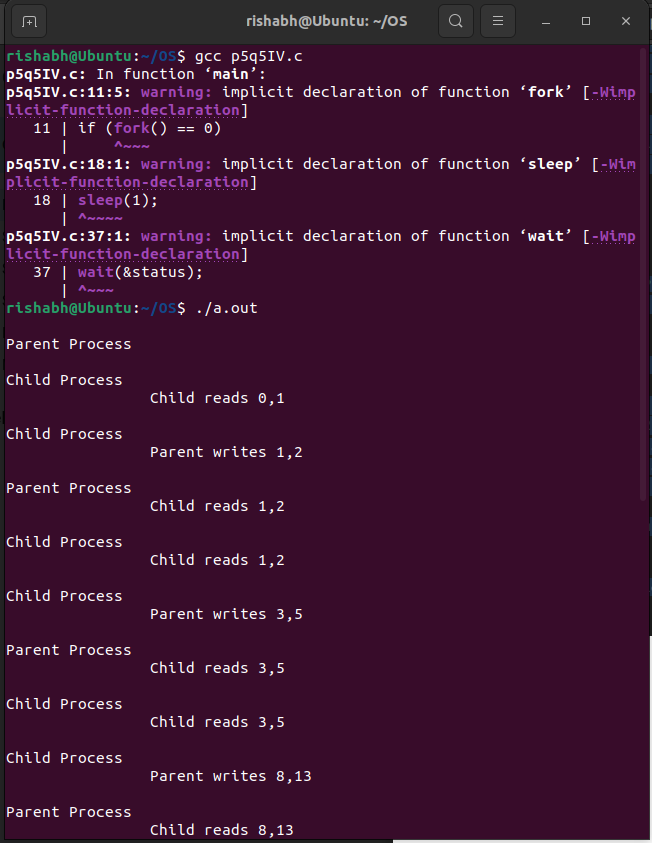 rishabh@Ubuntu: ~/OS
rishabh@Ubuntu:~/OS$ gcc p5q5IV.c
p5q5IV.c: In function ‘main’:
p5q5IV.c:11:5: warning: implicit declaration of function ‘fork’ [-Wimp
licit-function-declaration]
   11 | if (fork() == 0)
      |     ^~~~
p5q5IV.c:18:1: warning: implicit declaration of function ‘sleep’ [-Wim
plicit-function-declaration]
   18 | sleep(1);
      | ^~~~~
p5q5IV.c:37:1: warning: implicit declaration of function ‘wait’ [-Wimp
licit-function-declaration]
   37 | wait(&status);
      | ^~~~
rishabh@Ubuntu:~/OS$ ./a.out
Parent Process
Child Process
                Child reads 0,1
Child Process
                Parent writes 1,2
Parent Process
                Child reads 1,2
Child Process
                Child reads 1,2
Child Process
                Parent writes 3,5
Parent Process
                Child reads 3,5
Child Process
                Child reads 3,5
Child Process
                Parent writes 8,13
Parent Process
                Child reads 8,13